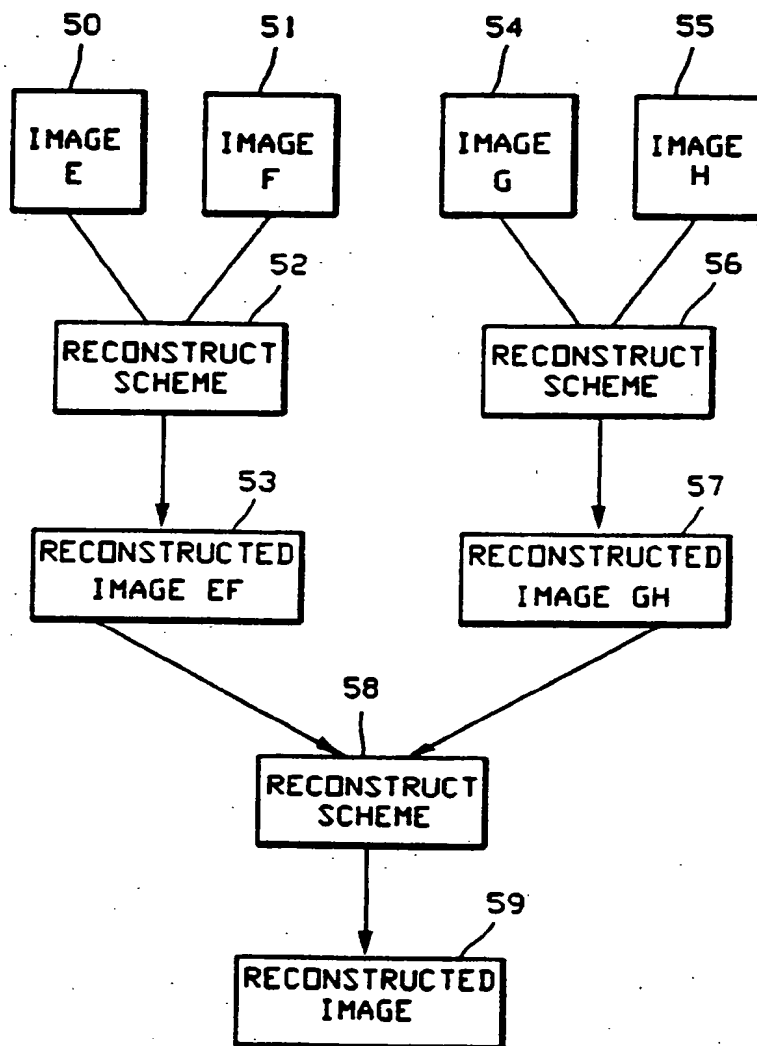 50 51 54 55
IMAGE
E
IMAGE
F
IMAGE
G
IMAGE
H
52 56
RECONSTRUCT
SCHEME
RECONSTRUCT
SCHEME
53 57
RECONSTRUCTED
IMAGE EF
RECONSTRUCTED
IMAGE GH
58
RECONSTRUCT
SCHEME
59
RECONSTRUCTED
IMAGE